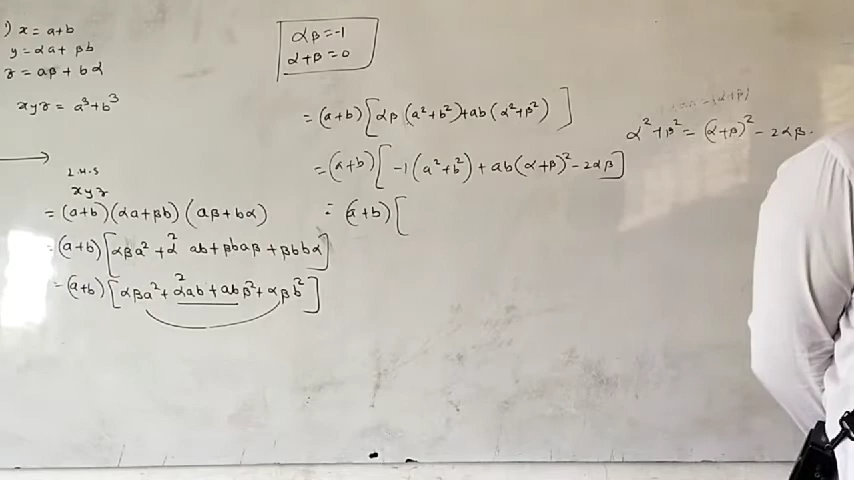 1) x = a+b
y = αa + βb
z = aβ + bα
xyz = a³+b³
αβ = -1
α+β = 0
L.H.S
xyz
= (a+b) (αa+βb) (aβ+bα)
= (a+b) [αβa² + α² ab + βbaβ + βbbα]
= (a+b) [αβa² + α²ab + abβ² + αβb²]
= (a+b) [αβ (a²+b²) + ab (α²+β²)]
= (a+b) [-1 (a²+b²) + ab (α+β)² - 2αβ]
= (a+b) [
α²+β² = (α+β)² - 2αβ.